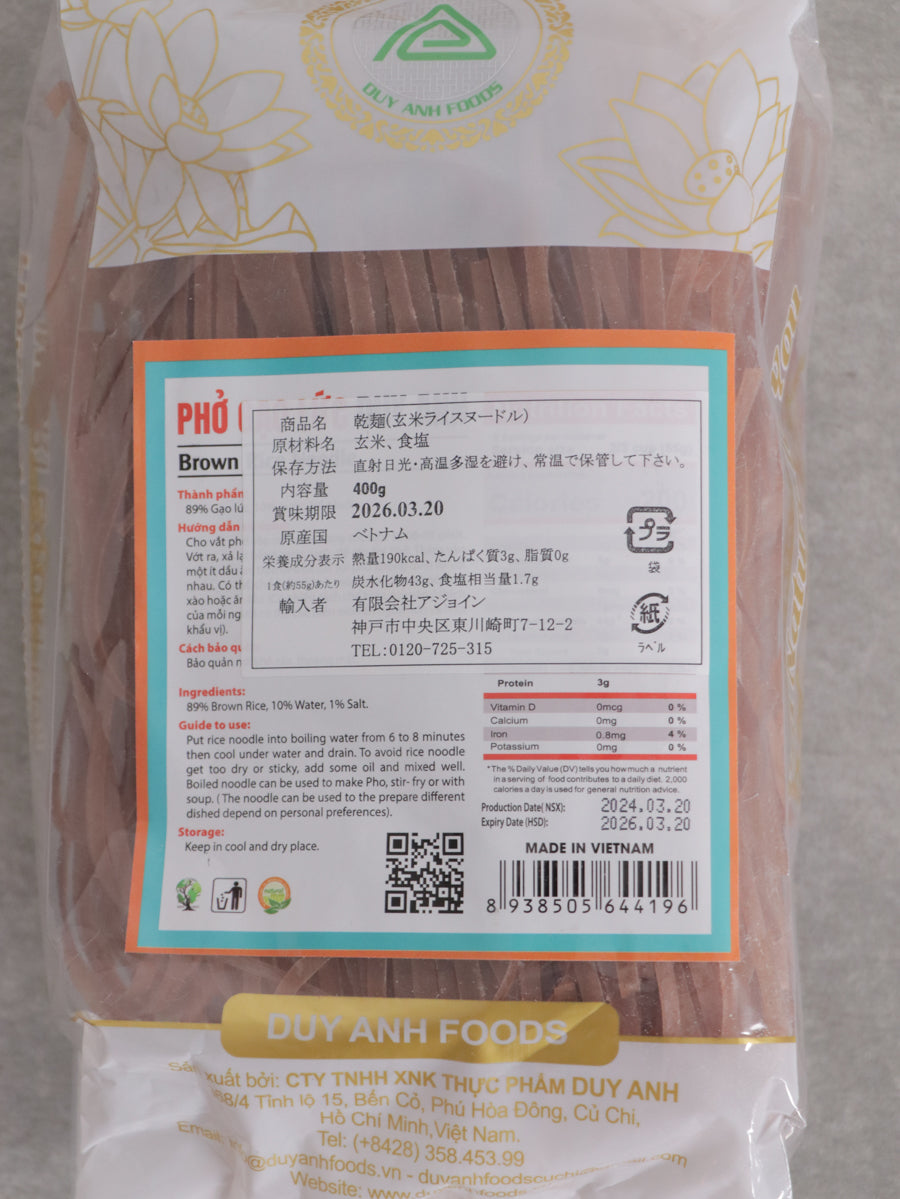 DUY ANH FOODS
PHỞ
Brown
商品名 乾麺(玄米ライスヌードル)
原材料名 玄米、食塩
保存方法 直射日光・高温多湿を避け、常温で保管して下さい。
内容量 400g
賞味期限 2026.03.20
原産国 ベトナム
栄養成分表示 熱量190kcal、たんぱく質3g、脂質0g
1食(約55g)あたり 炭水化物43g、食塩相当量1.7g
輸入者 有限会社アジョイン
神戸市中央区東川崎町7-12-2
TEL:0120-725-315
プラ
袋
紙
ラベル
Thành phần
89% Gạo lứ
Hướng dẫn
Cho vắt ph
Vớt ra, xả
một ít dầu
nhau. Có th
xào hoặc ăn
của mỗi ng
khẩu vị).
Cách bảo qu
Bảo quản n
Ingredients:
89% Brown Rice, 10% Water, 1% Salt.
Guide to use:
Put rice noodle into boiling water from 6 to 8 minutes
then cool under water and drain. To avoid rice noodle
get too dry or sticky, add some oil and mixed well.
Boiled noodle can be used to make Pho, stir- fry or with
soup. ( The noodle can be used to the prepare different
dished depend on personal preferences).
Storage:
Keep in cool and dry place.
Protein 3g
Vitamin D 0mcg 0 %
Calcium 0mg 0 %
Iron 0.8mg 4 %
Potassium 0mg 0 %
*The % Daily Value (DV) tells you how much a nutrient
in a serving of food contributes to a daily diet. 2,000
calories a day is used for general nutrition advice.
Production Date( NSX): 2024.03.20
Expiry Date (HSD): 2026.03.20
MADE IN VIETNAM
8 938505 644196
DUY ANH FOODS
Sản xuất bởi: CTY TNHH XNK THỰC PHẨM DUY ANH
68/4 Tỉnh lộ 15, Bến Cỏ, Phú Hòa Đông, Củ Chi,
Hồ Chí Minh,Việt Nam.
Tel: (+8428) 358.453.99
Email: @duyanhfoods.vn -
Website: www.